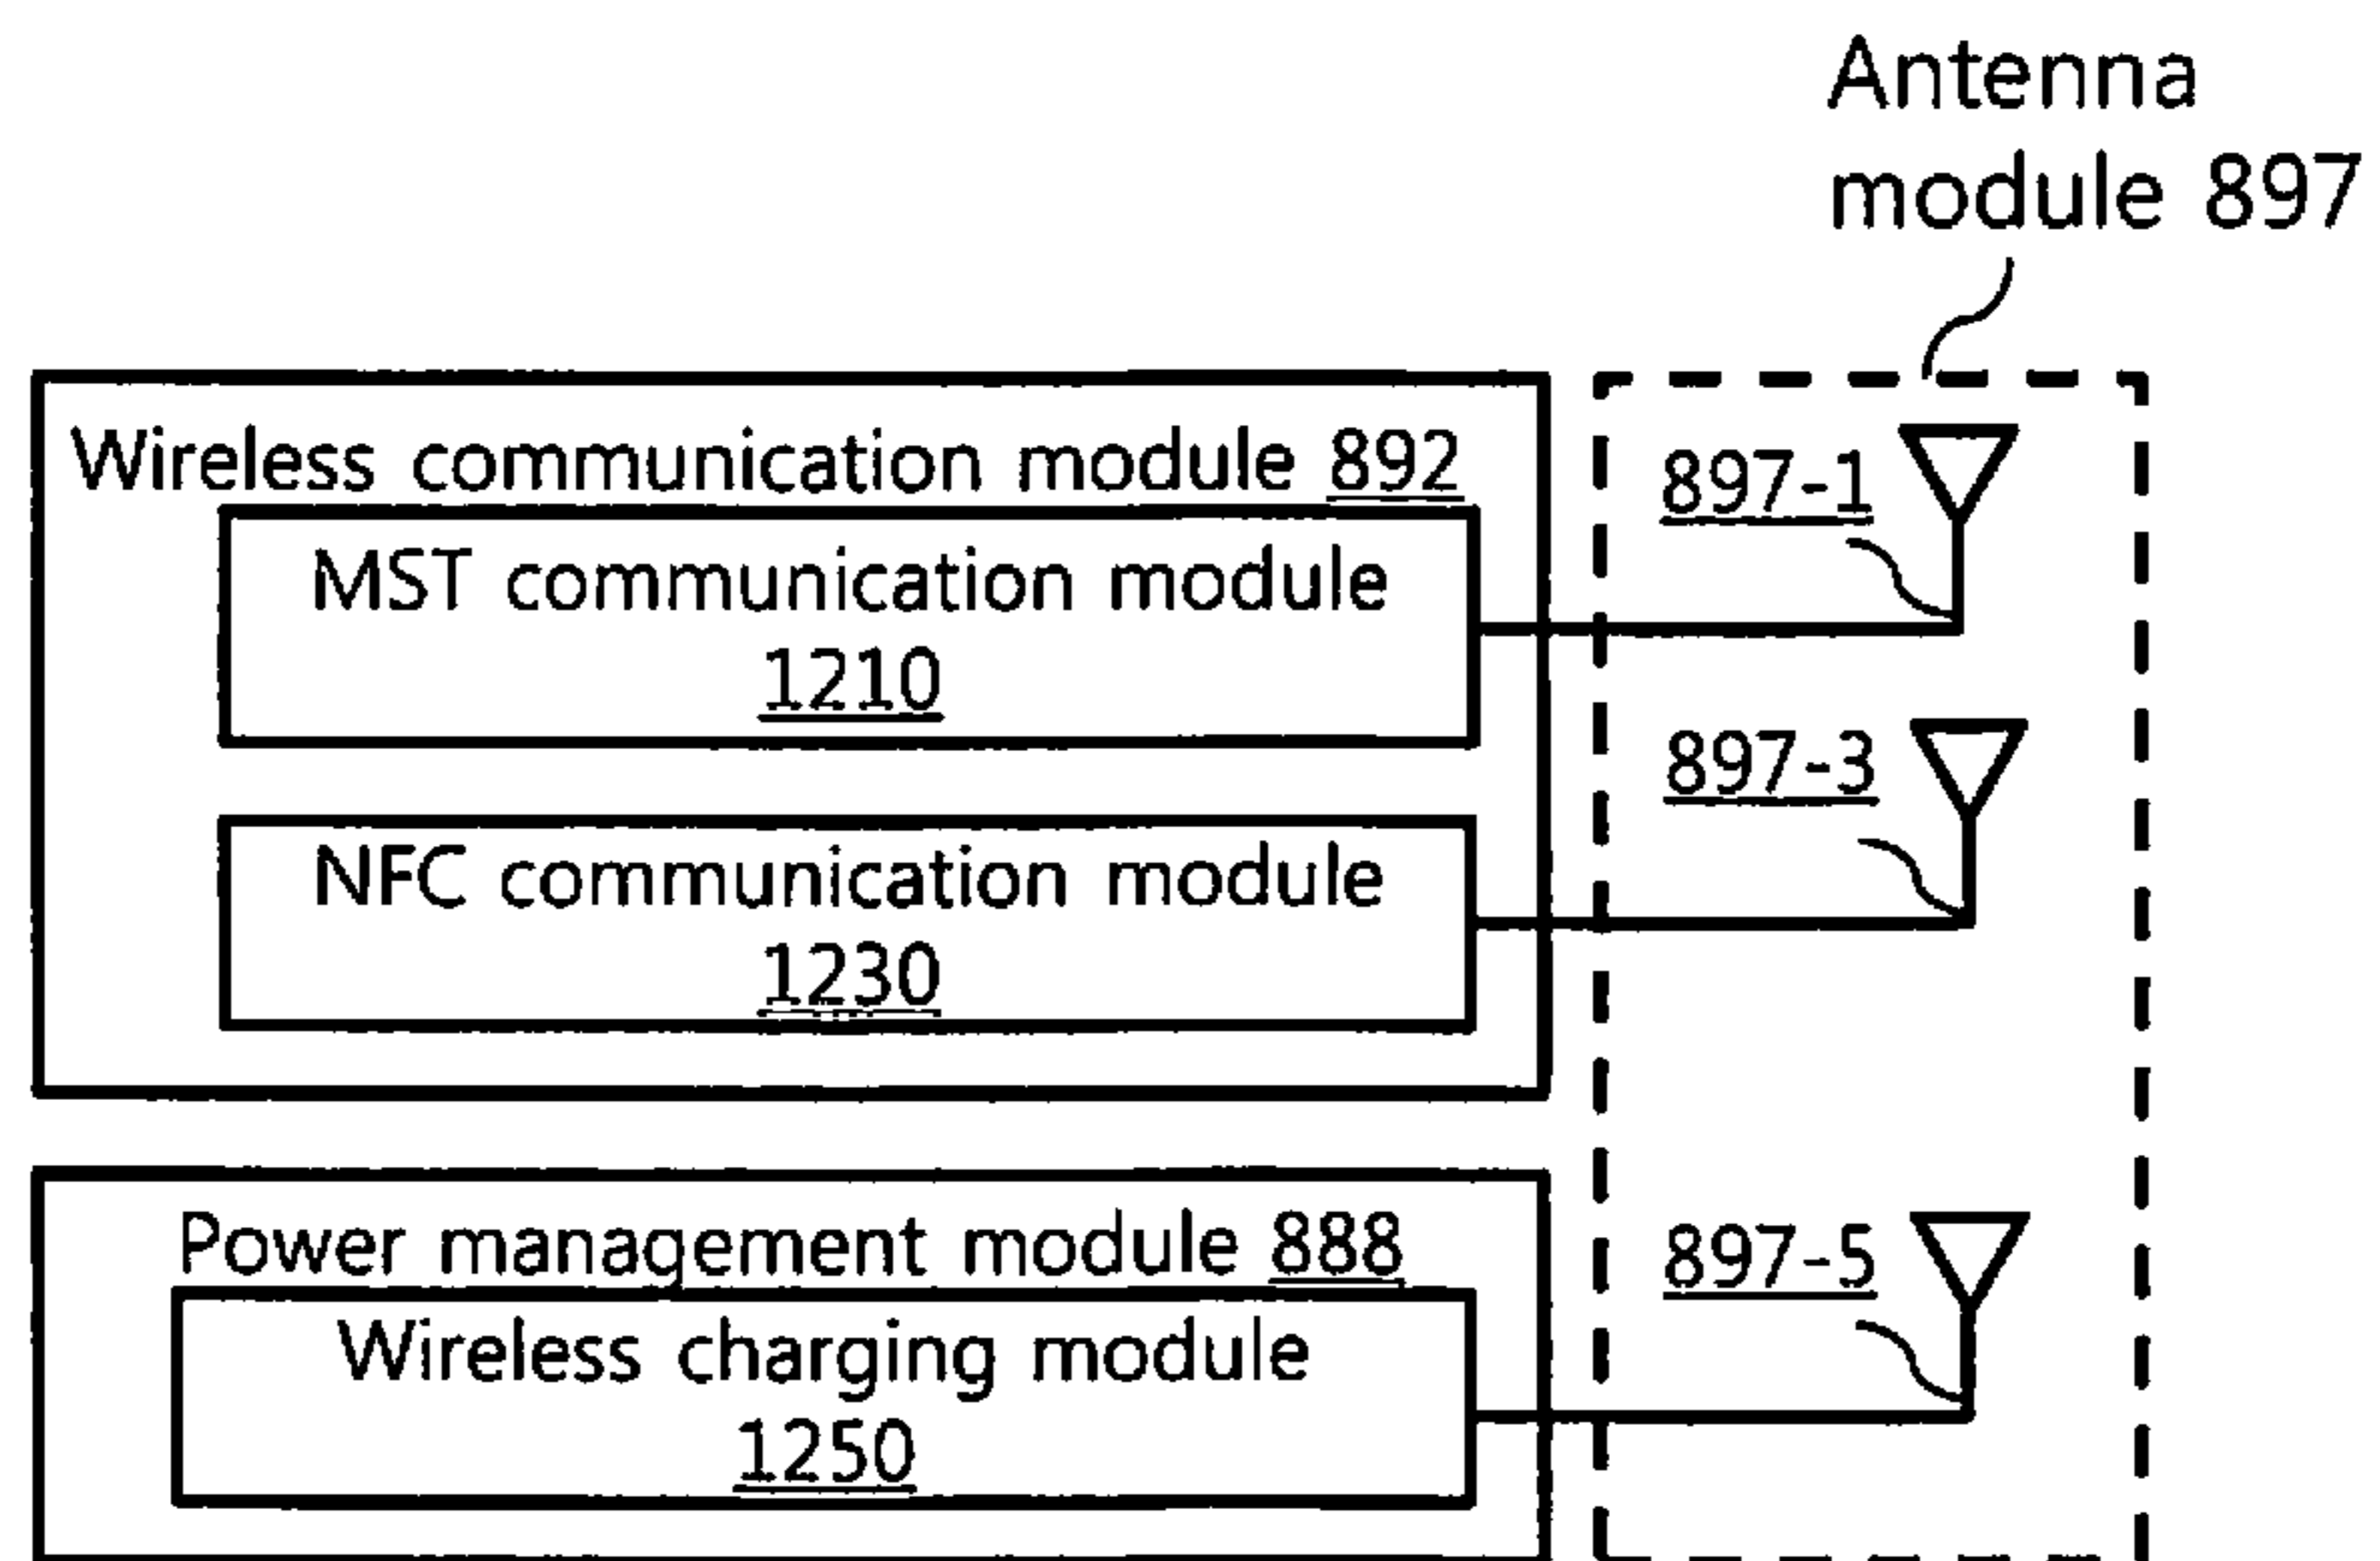 Antenna
module 897
Wireless communication module 892
897-1
MST communication module
1210
897-3
NFC communication module
1230
Power management module 888
897-5
Wireless charging module
1250